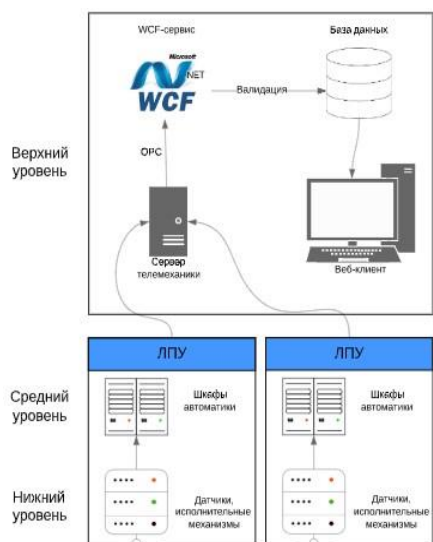 WCF-сервис
База данных
Microsoft
.NET
WCF
Валидация
Верхний
уровень
OPC
Сервер
телемеханики
Веб-клиент
ЛПУ
ЛПУ
Средний
уровень
Шкафы
автоматики
Шкафы
автоматики
Нижний
уровень
Датчики,
исполнительные
механизмы
Датчики,
исполнительные
механизмы